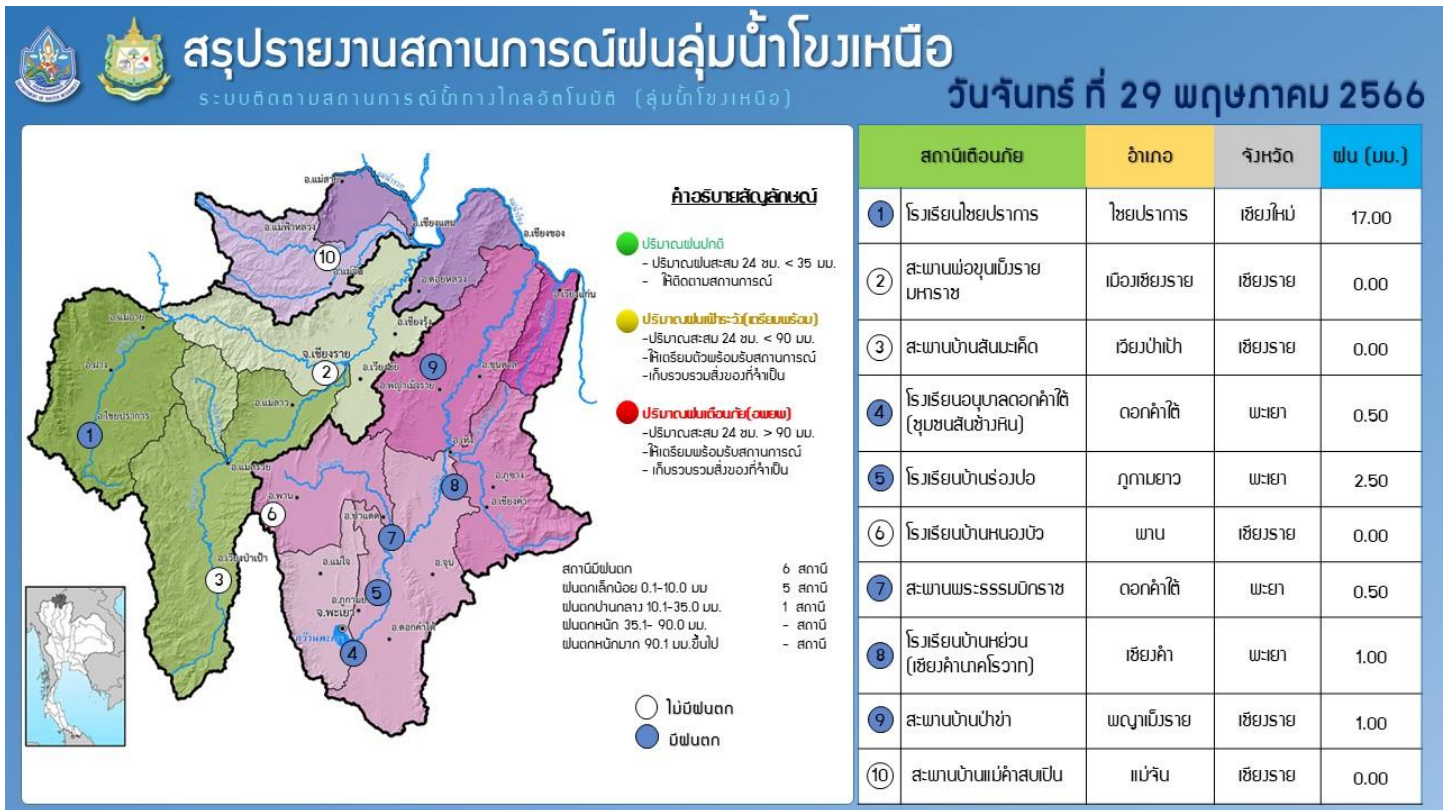 สรุปรายงานสถานการณ์ฝนลุ่มน้ำโขงเหนือ
ระบบติดตามสถานการณ์น้ำทางไกลอัตโนมัติ (ลุ่มน้ำโขงเหนือ)
วันจันทร์ ที่ 29 พฤษภาคม 2566
อ.แม่สาย
อ.แม่ฟ้าหลวง
อ.เชียงแสน
อ.เชียงของ
10
อ.ดอยหลวง
อ.เวียงแก่น
อ.แม่อาย
อ.เชียงรุ้ง
จ.เชียงราย
2
อ.ฝาง
9
อ.ขุนตาล
อ.พญาเม็งราย
อ.ไชยปราการ
อ.แม่ลาว
1
อ.เทิง
อ.แม่สรวย
8
อ.ภูซาง
อ.เชียงคำ
อ.พาน
6
อ.ป่าแดด
7
อ.เวียงป่าเป้า
3
อ.แม่ใจ
อ.จุน
5
จ.พะเยา
กว๊านพะเยา
อ.ดอกคำใต้
4
คำอธิบายสัญลักษณ์
ปริมาณฝนปกติ
- ปริมาณฝนสะสม 24 ชม. < 35 มม.
- ให้ติดตามสถานการณ์
ปริมาณฝนเฝ้าระวัง(เตรียมพร้อม)
-ปริมาณสะสม 24 ชม. < 90 มม.
-ให้เตรียมตัวพร้อมรับสถานการณ์
-เก็บรวบรวมสิ่งของที่จำเป็น
ปริมาณฝนเตือนภัย(อพยพ)
-ปริมาณสะสม 24 ชม. > 90 มม.
-ให้เตรียมพร้อมรับสถานการณ์
- เก็บรวบรวมสิ่งของที่จำเป็น
สถานีมีฝนตก 6 สถานี
ฝนตกเล็กน้อย 0.1-10.0 มม 5 สถานี
ฝนตกปานกลาง 10.1-35.0 มม. 1 สถานี
ฝนตกหนัก 35.1- 90.0 มม. - สถานี
ฝนตกหนักมาก 90.1 มม.ขึ้นไป - สถานี
ไม่มีฝนตก
มีฝนตก
สถานีเตือนภัย อำเภอ จังหวัด ฝน (มม.)
1 โรงเรียนไชยปราการ ไชยปราการ เชียงใหม่ 17.00
2 สะพานพ่อขุนเม็งราย มหาราช เมืองเชียงราย เชียงราย 0.00
3 สะพานบ้านสันมะเค็ด เวียงป่าเป้า เชียงราย 0.00
4 โรงเรียนอนุบาลดอกคำใต้ (ชุมชนสันช้างหิน) ดอกคำใต้ พะเยา 0.50
5 โรงเรียนบ้านร่องปอ ภูกามยาว พะเยา 2.50
6 โรงเรียนบ้านหนองบัว พาน เชียงราย 0.00
7 สะพานพระธรรมมิกราช ดอกคำใต้ พะยา 0.50
8 โรงเรียนบ้านหย่วน (เชียงคำนาคโรวาท) เชียงคำ พะเยา 1.00
9 สะพานบ้านป่าข่า พญาเม็งราย เชียงราย 1.00
10 สะพานบ้านแม่คำสบเปิน แม่จัน เชียงราย 0.00